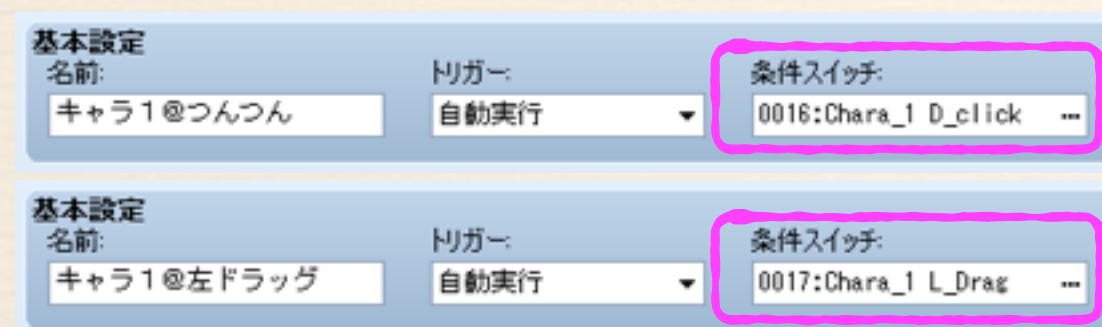 基本設定
名前: トリガー: 条件スイッチ:
キャラ1@つんつん 自動実行 0016:Chara_1 D_click ...
基本設定
名前: トリガー: 条件スイッチ:
キャラ1@左ドラッグ 自動実行 0017:Chara_1 L_Drag ...